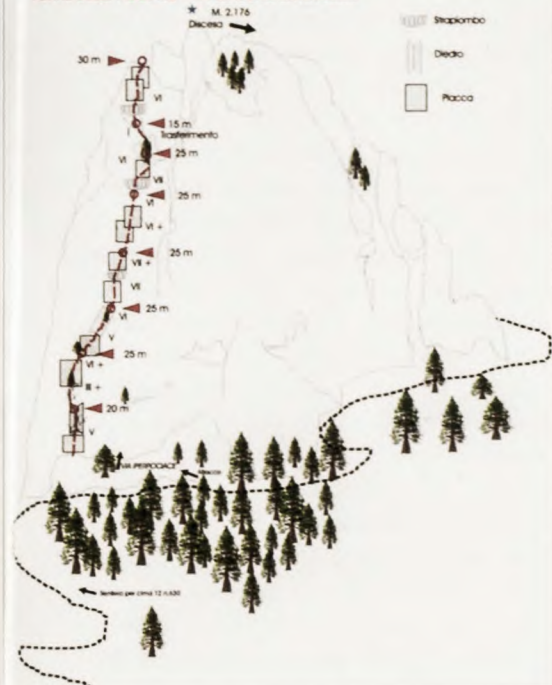 M. 2.176
Discesa
Strapiombo
Diedro
Placca
30 m
VI
15 m
I
Trasferimento
25 m
VI
VII
25 m
VI
VI +
25 m
VII +
VII
25 m
VI
V
25 m
VI +
III +
20 m
V
Attacco
Sentiero per cima 12 n.630